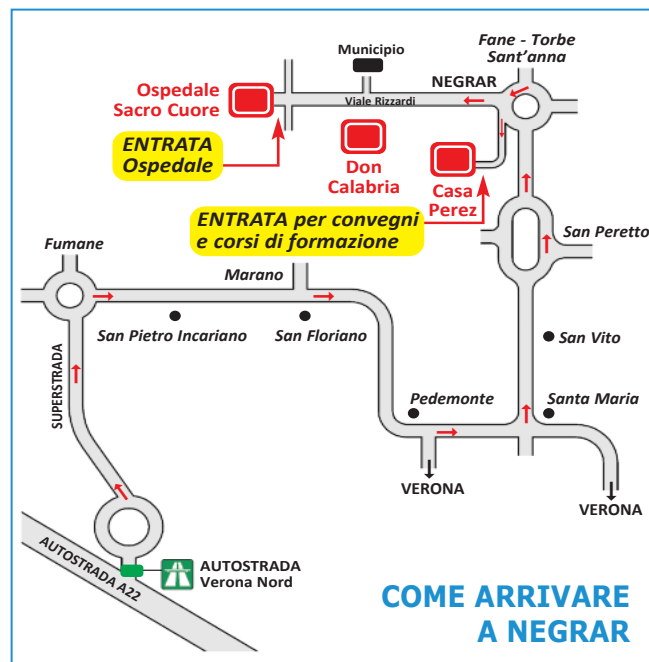 Fane - Torbe
Sant'anna
Municipio
NEGRAR
Ospedale
Sacro Cuore
Viale Rizzardi
ENTRATA
Ospedale
Don
Calabria
Casa
Perez
ENTRATA per convegni
e corsi di formazione
San Peretto
Fumane
Marano
San Pietro Incariano
San Floriano
San Vito
SUPERSTRADA
Pedemonte
Santa Maria
VERONA
VERONA
AUTOSTRADA A22
AUTOSTRADA
Verona Nord
COME ARRIVARE
A NEGRAR